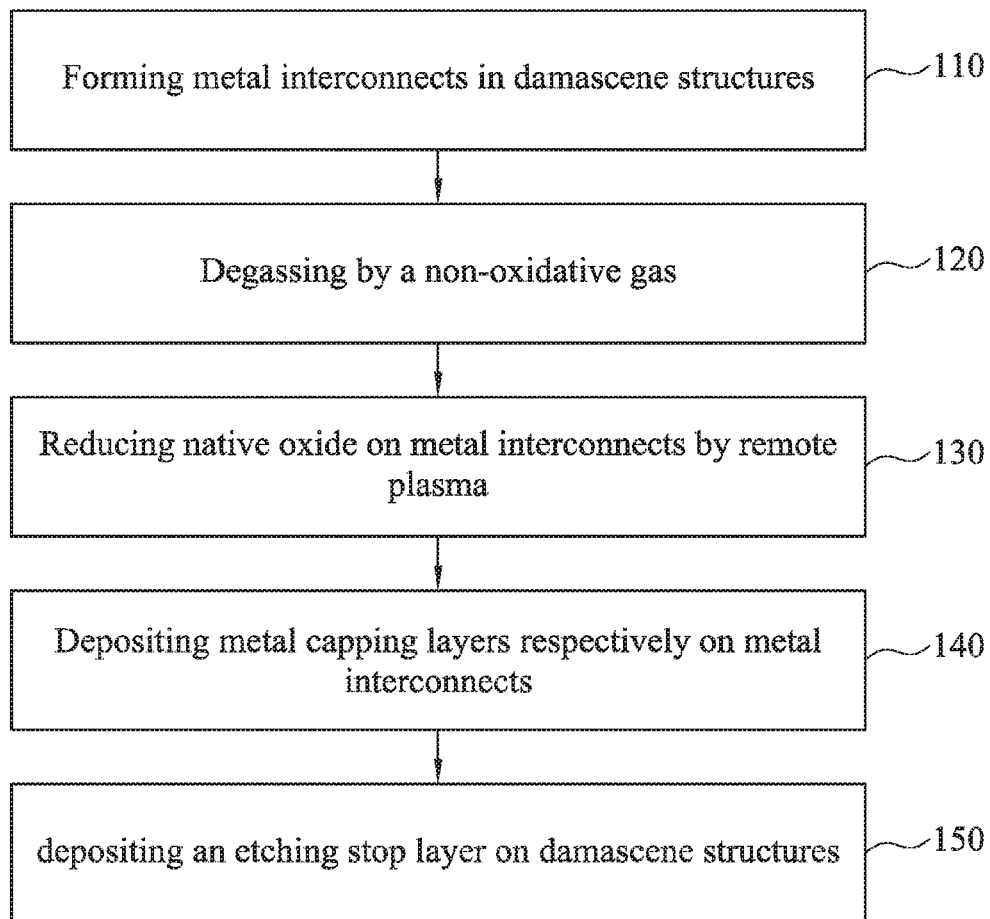 Forming metal interconnects in damascene structures
110
Degassing by a non-oxidative gas
120
Reducing native oxide on metal interconnects by remote
plasma
130
Depositing metal capping layers respectively on metal
interconnects
140
depositing an etching stop layer on damascene structures
150